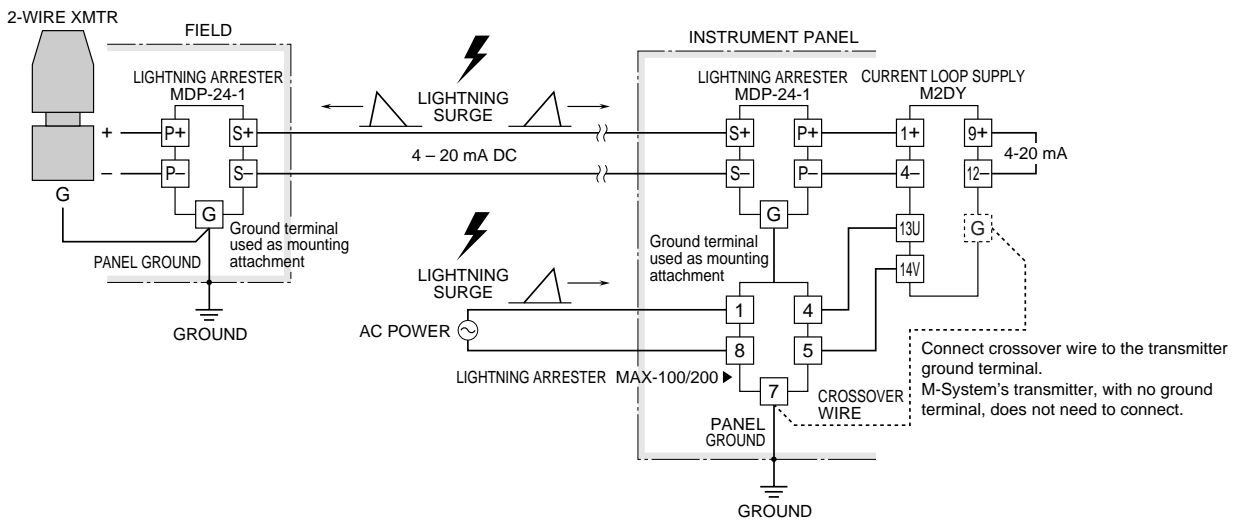 2-WIRE XMTR
FIELD
LIGHTNING ARRESTER
MDP-24-1
P+
S+
P–
S–
G
+
–
G
Ground terminal
used as mounting
attachment
PANEL GROUND
GROUND
LIGHTNING
SURGE
4 – 20 mA DC
LIGHTNING
SURGE
AC POWER
INSTRUMENT PANEL
LIGHTNING ARRESTER
MDP-24-1
S+
P+
S–
P–
G
Ground terminal
used as mounting
attachment
CURRENT LOOP SUPPLY
M2DY
1+
9+
4–
12–
4-20 mA
13U
G
14V
1
4
8
5
7
LIGHTNING ARRESTER MAX-100/200
CROSSOVER
WIRE
PANEL
GROUND
GROUND
Connect crossover wire to the transmitter
ground terminal.
M-System's transmitter, with no ground
terminal, does not need to connect.